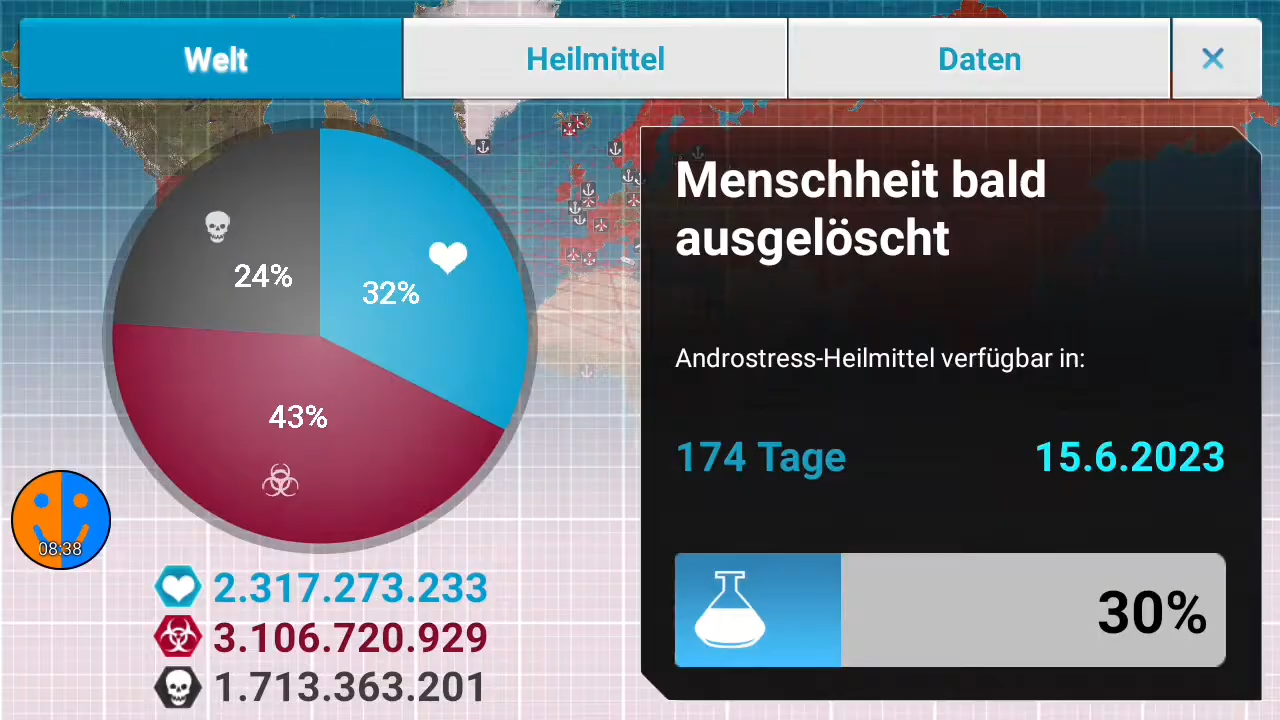 Welt
Heilmittel
Daten
24%
32%
43%
08:38
2.317.273.233
3.106.720.929
1.713.363.201
Menschheit bald
ausgelöscht
Androstress-Heilmittel verfügbar in:
174 Tage
15.6.2023
30%